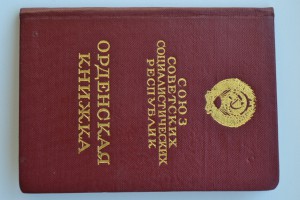 СОЮЗ
СОВЕТСКИХ
СОЦИАЛИСТИЧЕСКИХ
РЕСПУБЛИК
ОРДЕНСКАЯ
КНИЖКА